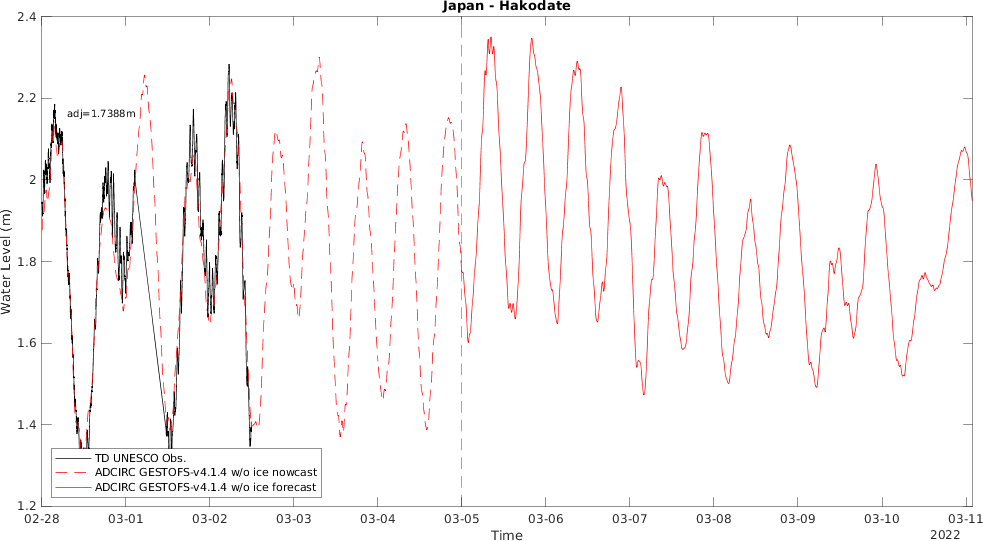 Japan - Hakodate
2.4
2.2
2
1.8
1.6
1.4
1.2
Water Level (m)
adj=1.7388m
TD UNESCO Obs.
ADCIRC GESTOFS-v4.1.4 w/o ice nowcast
ADCIRC GESTOFS-v4.1.4 w/o ice forecast
02-28 03-01 03-02 03-03 03-04 03-05 03-06 03-07 03-08 03-09 03-10 03-11
Time
2022